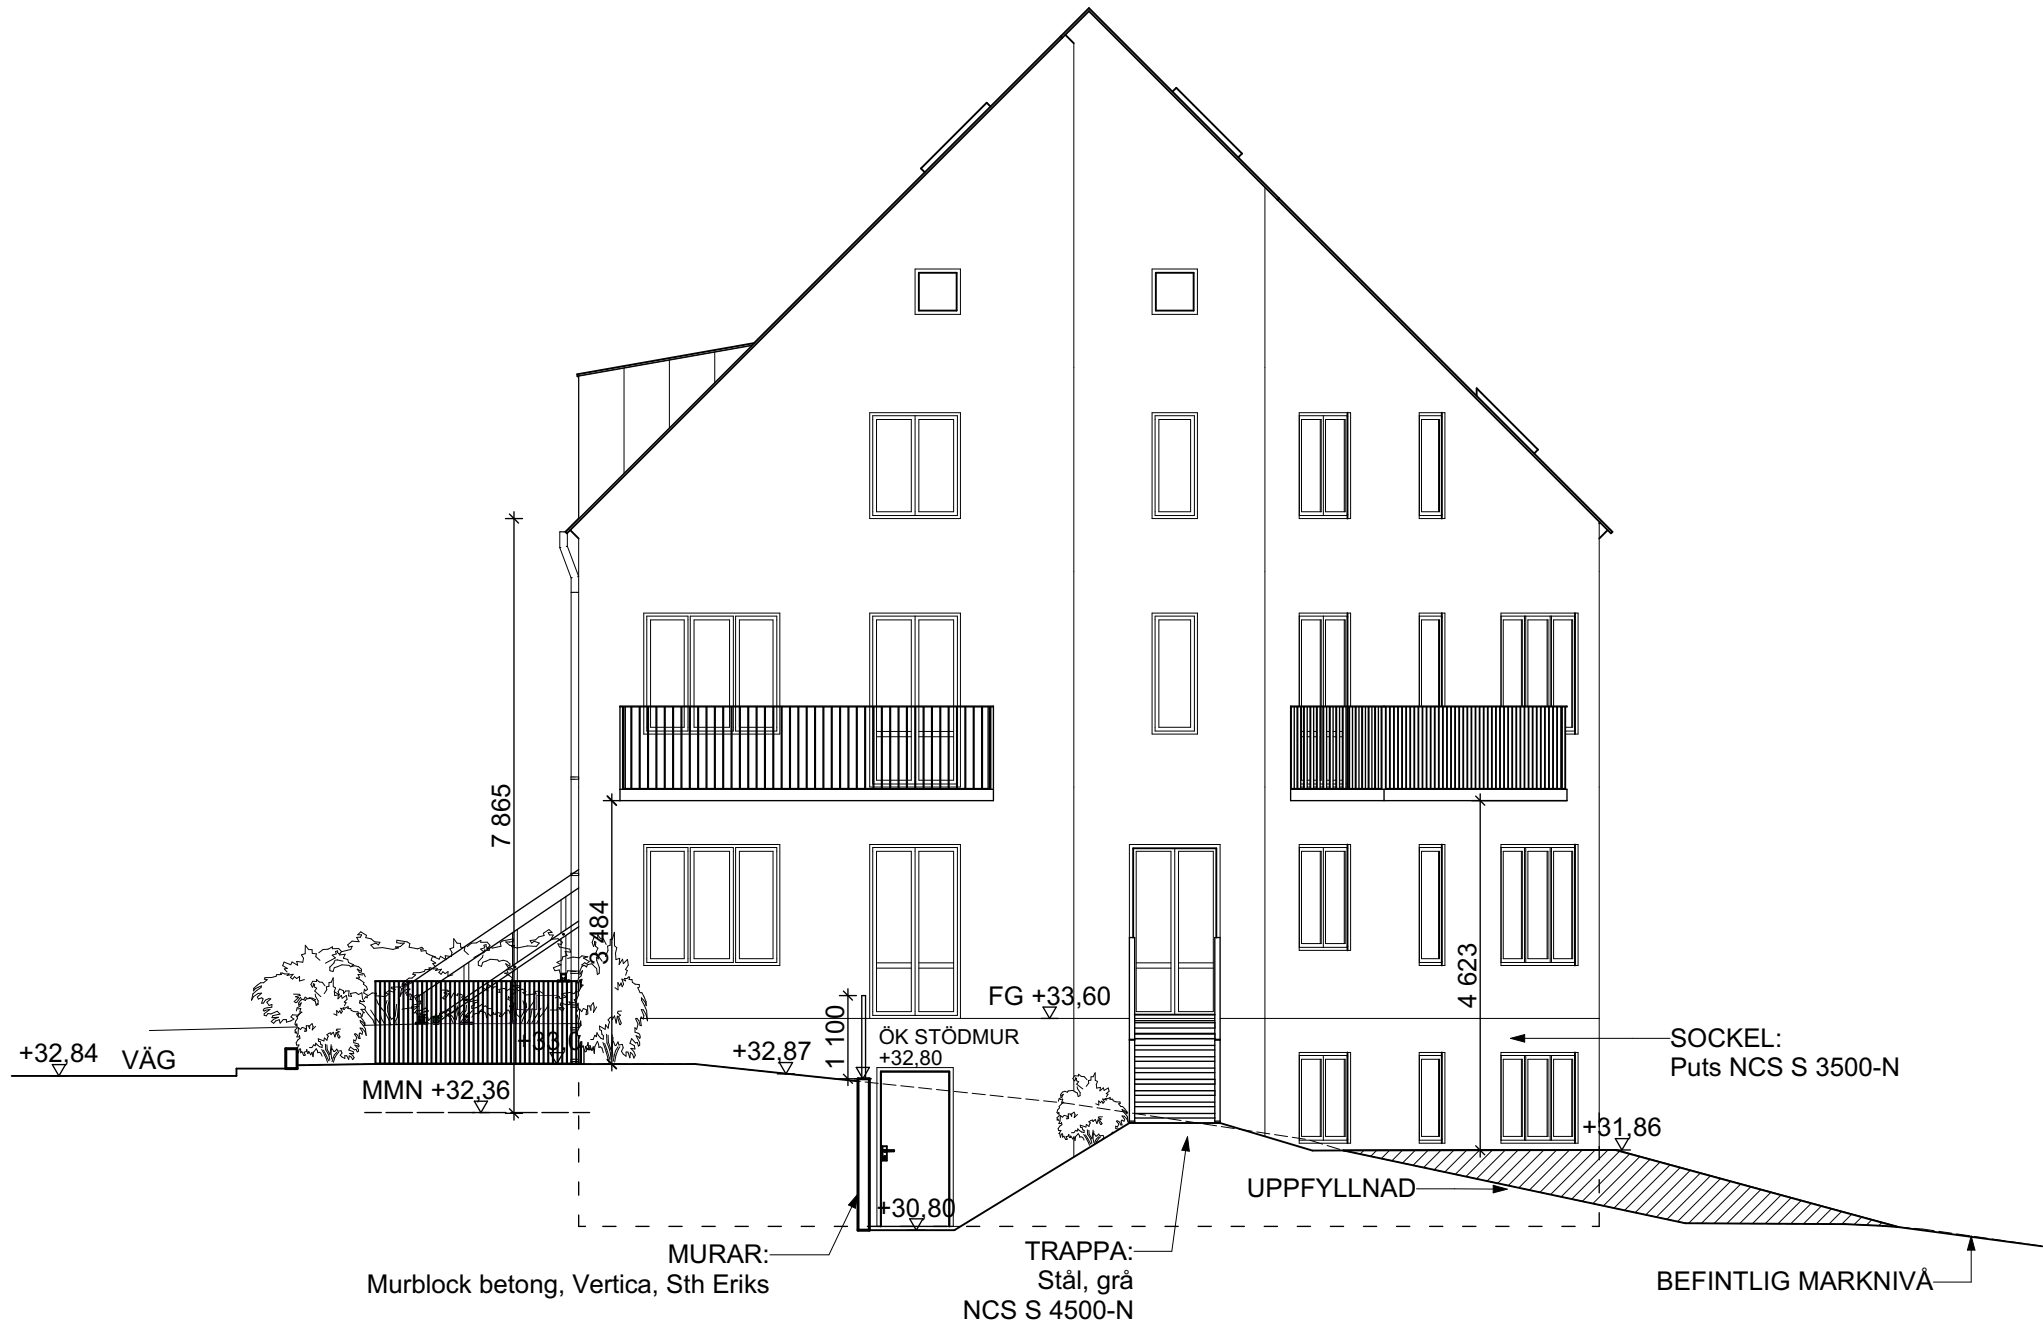 7 865
3 484
4 623
FG +33,60
1 100
ÖK STÖDMUR
+32,80
+32,84
VÄG
+33,0
+32,87
SOCKEL:
Puts NCS S 3500-N
MMN +32,36
+31,86
UPPFYLLNAD
+30,80
MURAR:
Murblock betong, Vertica, Sth Eriks
TRAPPA:
Stål, grå
NCS S 4500-N
BEFINTLIG MARKNIVÅ